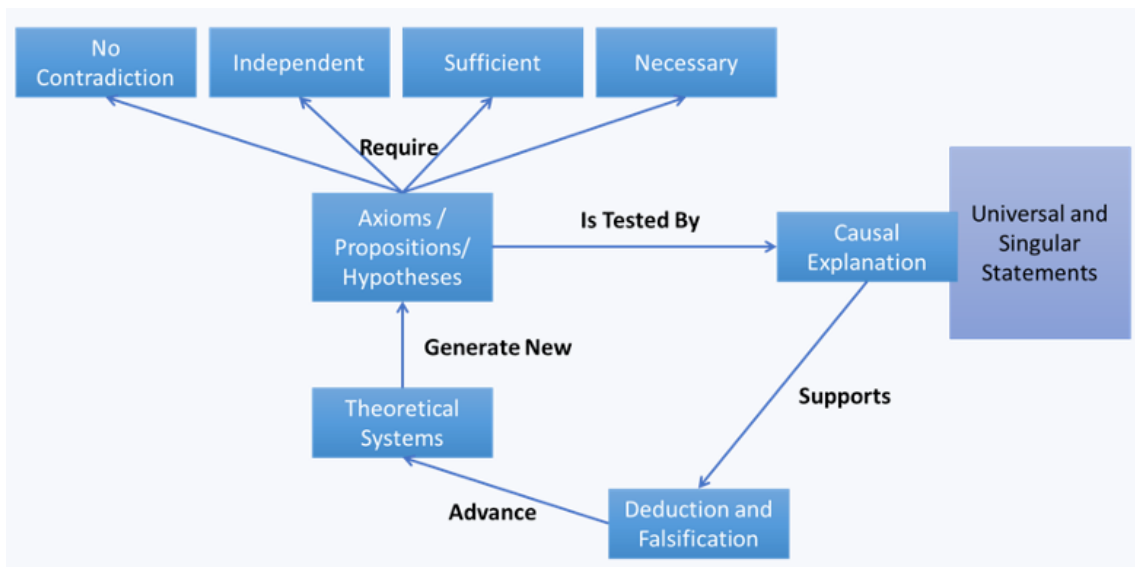 No
Contradiction
Independent
Sufficient
Necessary
Require
Axioms /
Propositions/
Hypotheses
Is Tested By
Causal
Explanation
Universal and
Singular
Statements
Generate New
Supports
Theoretical
Systems
Advance
Deduction and
Falsification